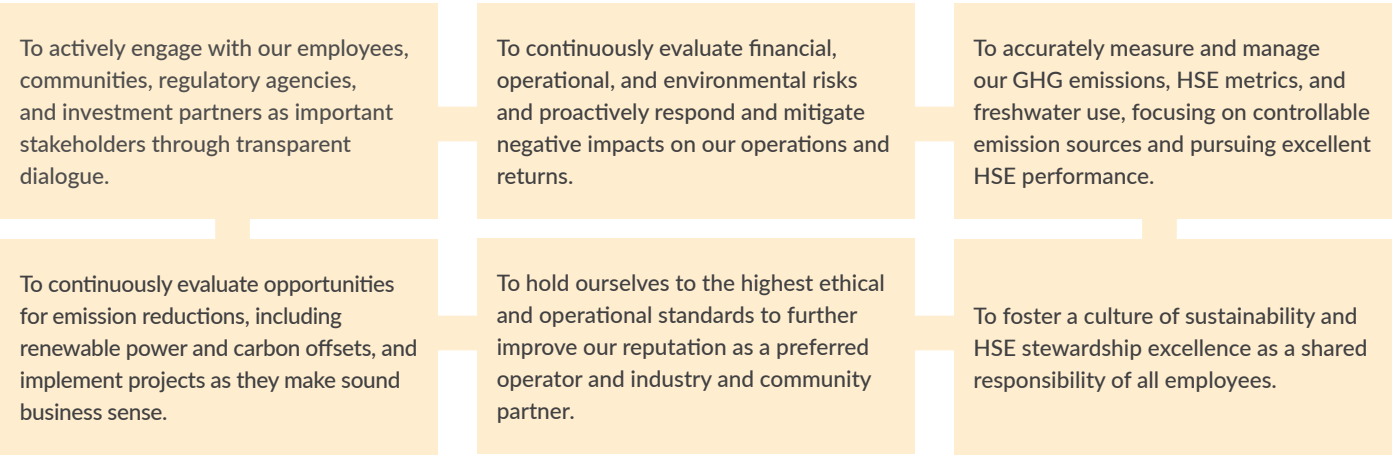 To actively engage with our employees,
communities, regulatory agencies,
and investment partners as important
stakeholders through transparent
dialogue.
To continuously evaluate financial,
operational, and environmental risks
and proactively respond and mitigate
negative impacts on our operations and
returns.
To accurately measure and manage
our GHG emissions, HSE metrics, and
freshwater use, focusing on controllable
emission sources and pursuing excellent
HSE performance.
To continuously evaluate opportunities
for emission reductions, including
renewable power and carbon offsets, and
implement projects as they make sound
business sense.
To hold ourselves to the highest ethical
and operational standards to further
improve our reputation as a preferred
operator and industry and community
partner.
To foster a culture of sustainability and
HSE stewardship excellence as a shared
responsibility of all employees.